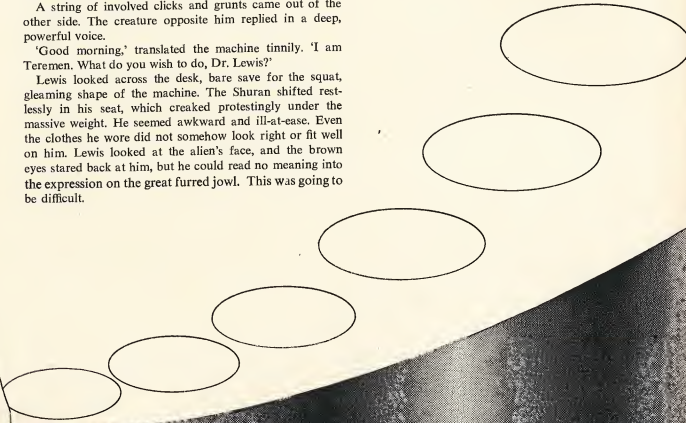 A string of involved clicks and grunts came out of the
other side. The creature opposite him replied in a deep,
powerful voice.
'Good morning,' translated the machine tinnily. 'I am
Teremen. What do you wish to do, Dr. Lewis?'
Lewis looked across the desk, bare save for the squat,
gleaming shape of the machine. The Shuran shifted rest-
lessly in his seat, which creaked protestingly under the
massive weight. He seemed awkward and ill-at-ease. Even
the clothes he wore did not somehow look right or fit well
on him. Lewis looked at the alien's face, and the brown
eyes stared back at him, but he could read no meaning into
the expression on the great furred jowl. This was going to
be difficult.